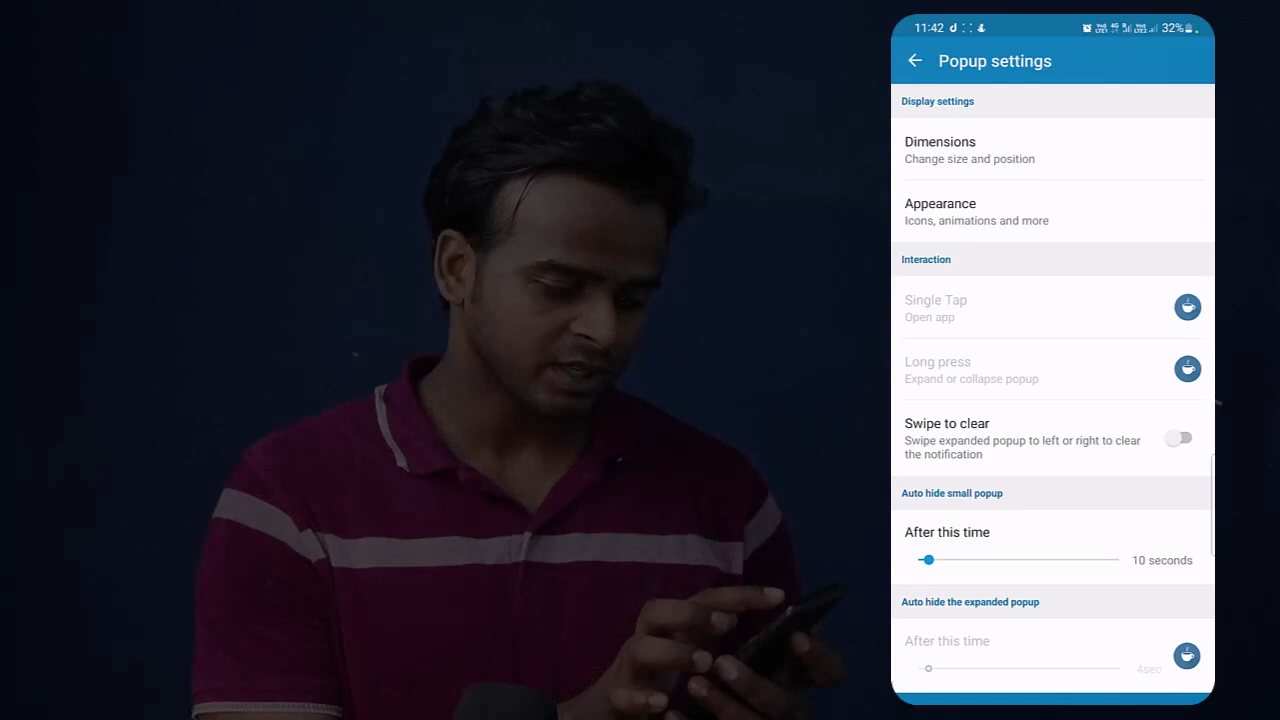 11:42
32%
Popup settings
Display settings
Dimensions
Change size and position
Appearance
Icons, animations and more
Interaction
Single Tap
Open app
Long press
Expand or collapse popup
Swipe to clear
Swipe expanded popup to left or right to clear
the notification
Auto hide small popup
After this time
10 seconds
Auto hide the expanded popup
After this time
4sec